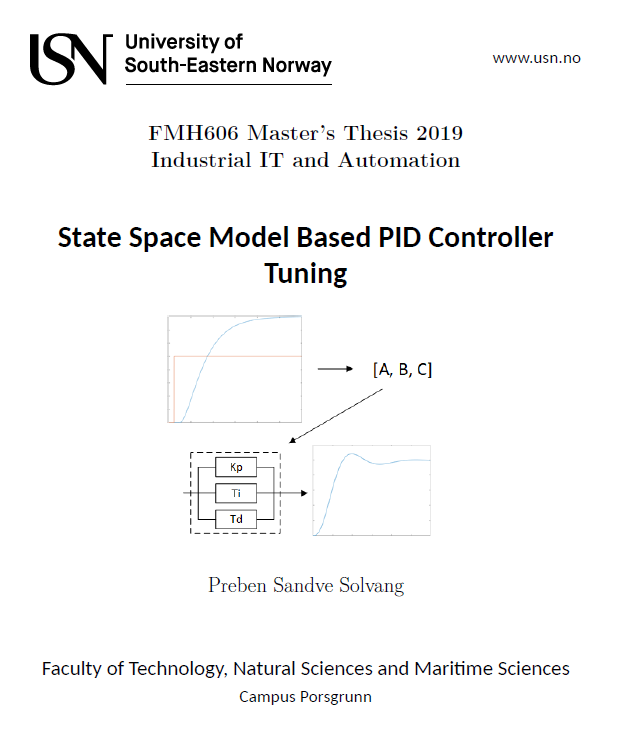 USN University of
South-Eastern Norway
www.usn.no
FMH606 Master's Thesis 2019
Industrial IT and Automation
State Space Model Based PID Controller
Tuning
[A, B, C]
Kp
Ti
Td
Preben Sandve Solvang
Faculty of Technology, Natural Sciences and Maritime Sciences
Campus Porsgrunn